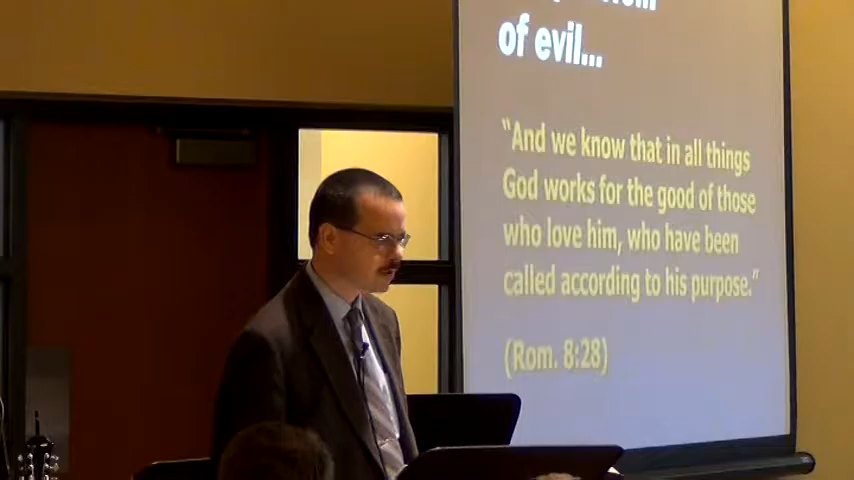 of evil...
“And we know that in all things
God works for the good of those
who love him, who have been
called according to his purpose.”
(Rom. 8:28)